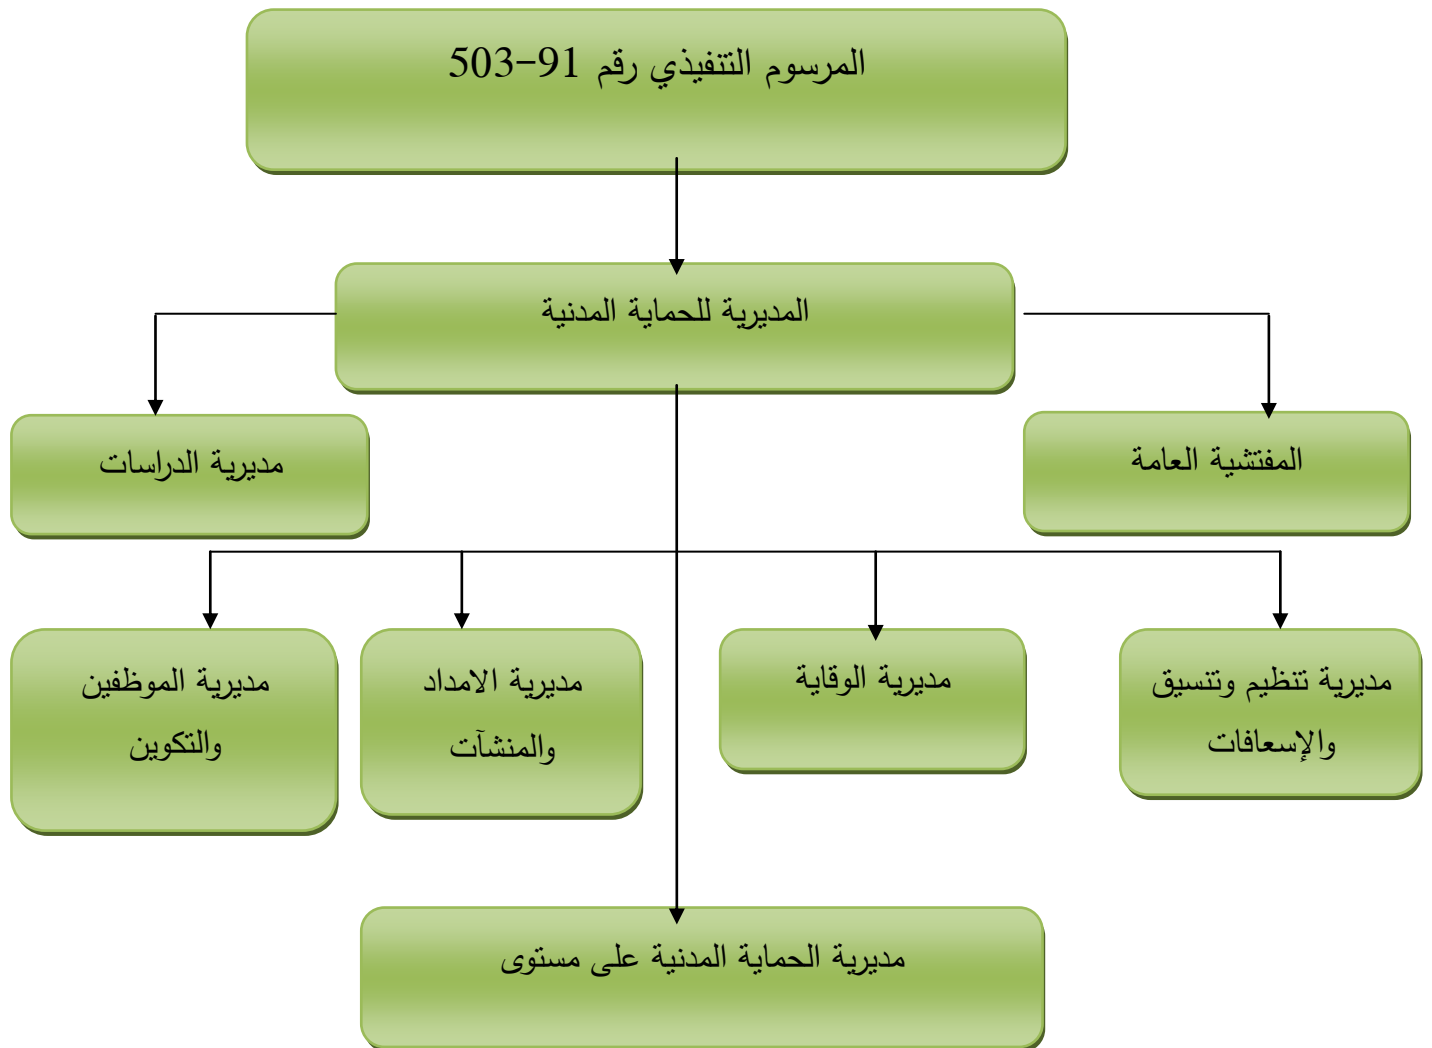 المرسوم التنفيذي رقم 91-503
المديرية للحماية المدنية
المفتشية العامة
مديرية الدراسات
مديرية تنظيم وتنسيق
والإسعافات
مديرية الوقاية
مديرية الامداد
والمنشآت
مديرية الموظفين
والتكوين
مديرية الحماية المدنية على مستوى